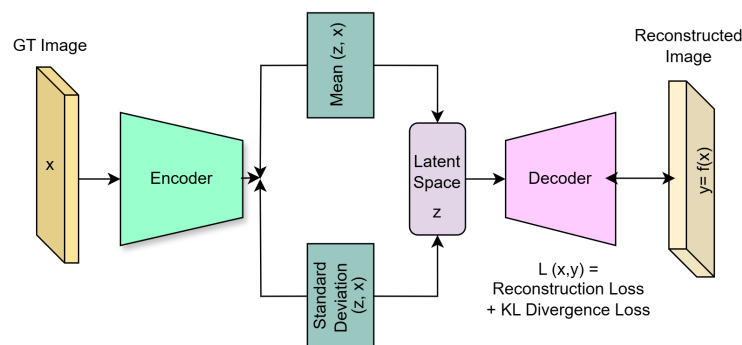 GT Image
x
Encoder
Mean (z, x)
Standard
Deviation
(z, x)
Latent
Space
z
Decoder
L (x,y) =
Reconstruction Loss
+ KL Divergence Loss
Reconstructed
Image
y= f(x)